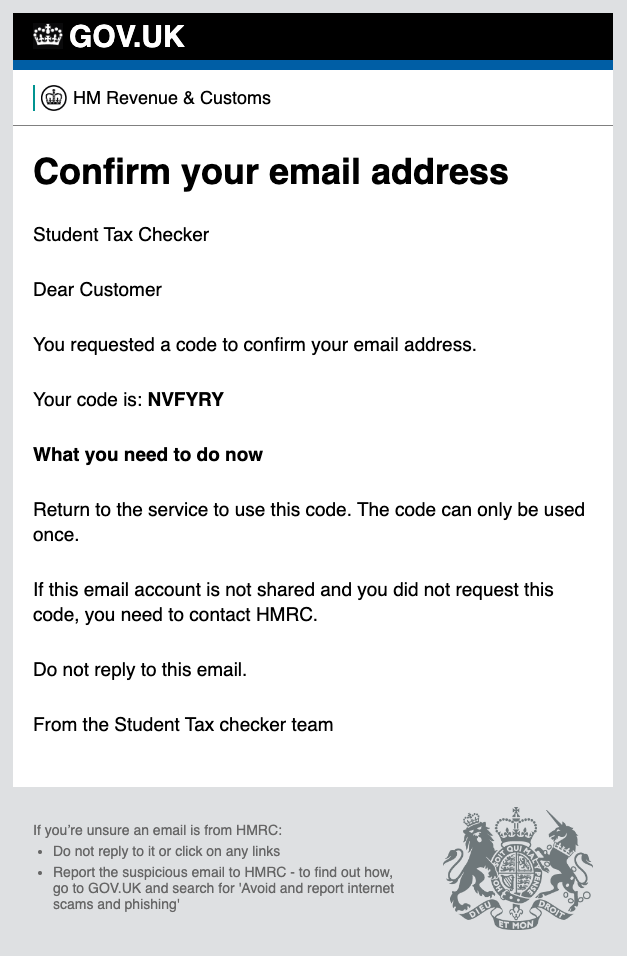 GOV.UK
HM Revenue & Customs
Confirm your email address
Student Tax Checker
Dear Customer
You requested a code to confirm your email address.
Your code is: NVFYRY
What you need to do now
Return to the service to use this code. The code can only be used
once.
If this email account is not shared and you did not request this
code, you need to contact HMRC.
Do not reply to this email.
From the Student Tax checker team
If you’re unsure an email is from HMRC:
• Do not reply to it or click on any links
• Report the suspicious email to HMRC - to find out how,
go to GOV.UK and search for 'Avoid and report internet
scams and phishing'
DIEU ET MON DROIT